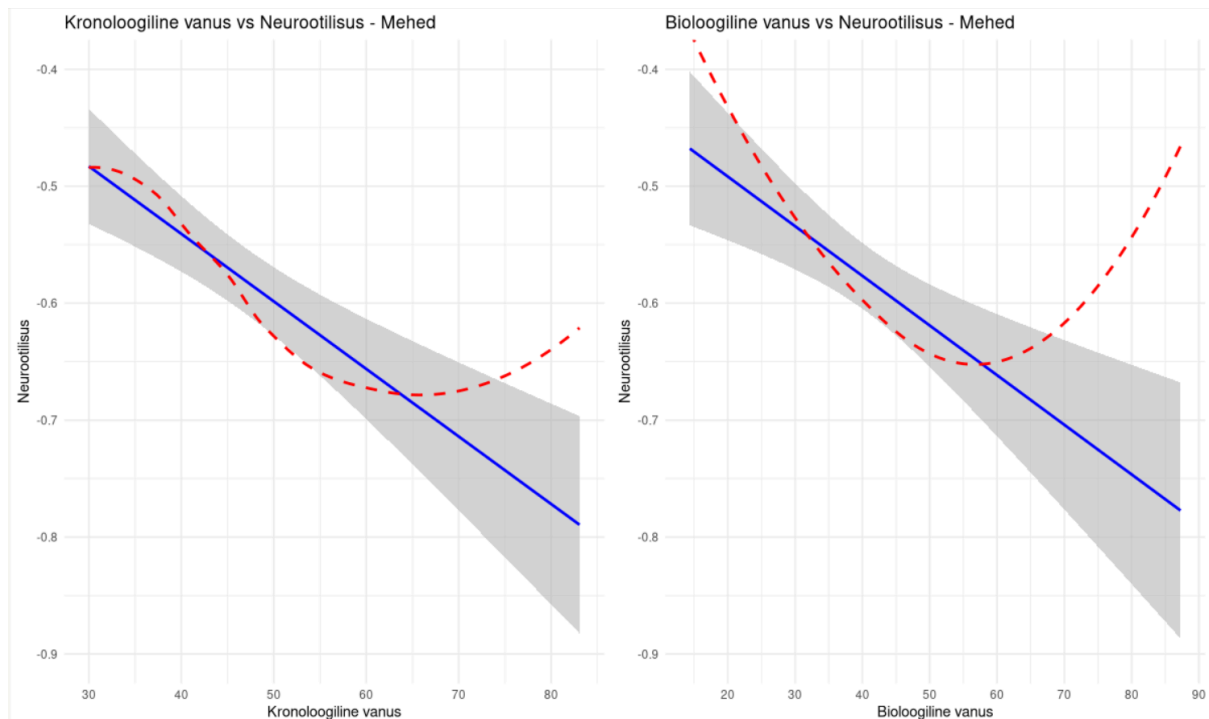 Kronoloogiline vanus vs Neurootilisus - Mehed
-0.4
-0.5
-0.6
-0.7
-0.8
-0.9
Neurootilisus
30 40 50 60 70 80
Kronoloogiline vanus
Bioloogiline vanus vs Neurootilisus - Mehed
-0.4
-0.5
-0.6
-0.7
-0.8
-0.9
Neurootilisus
20 30 40 50 60 70 80 90
Bioloogiline vanus